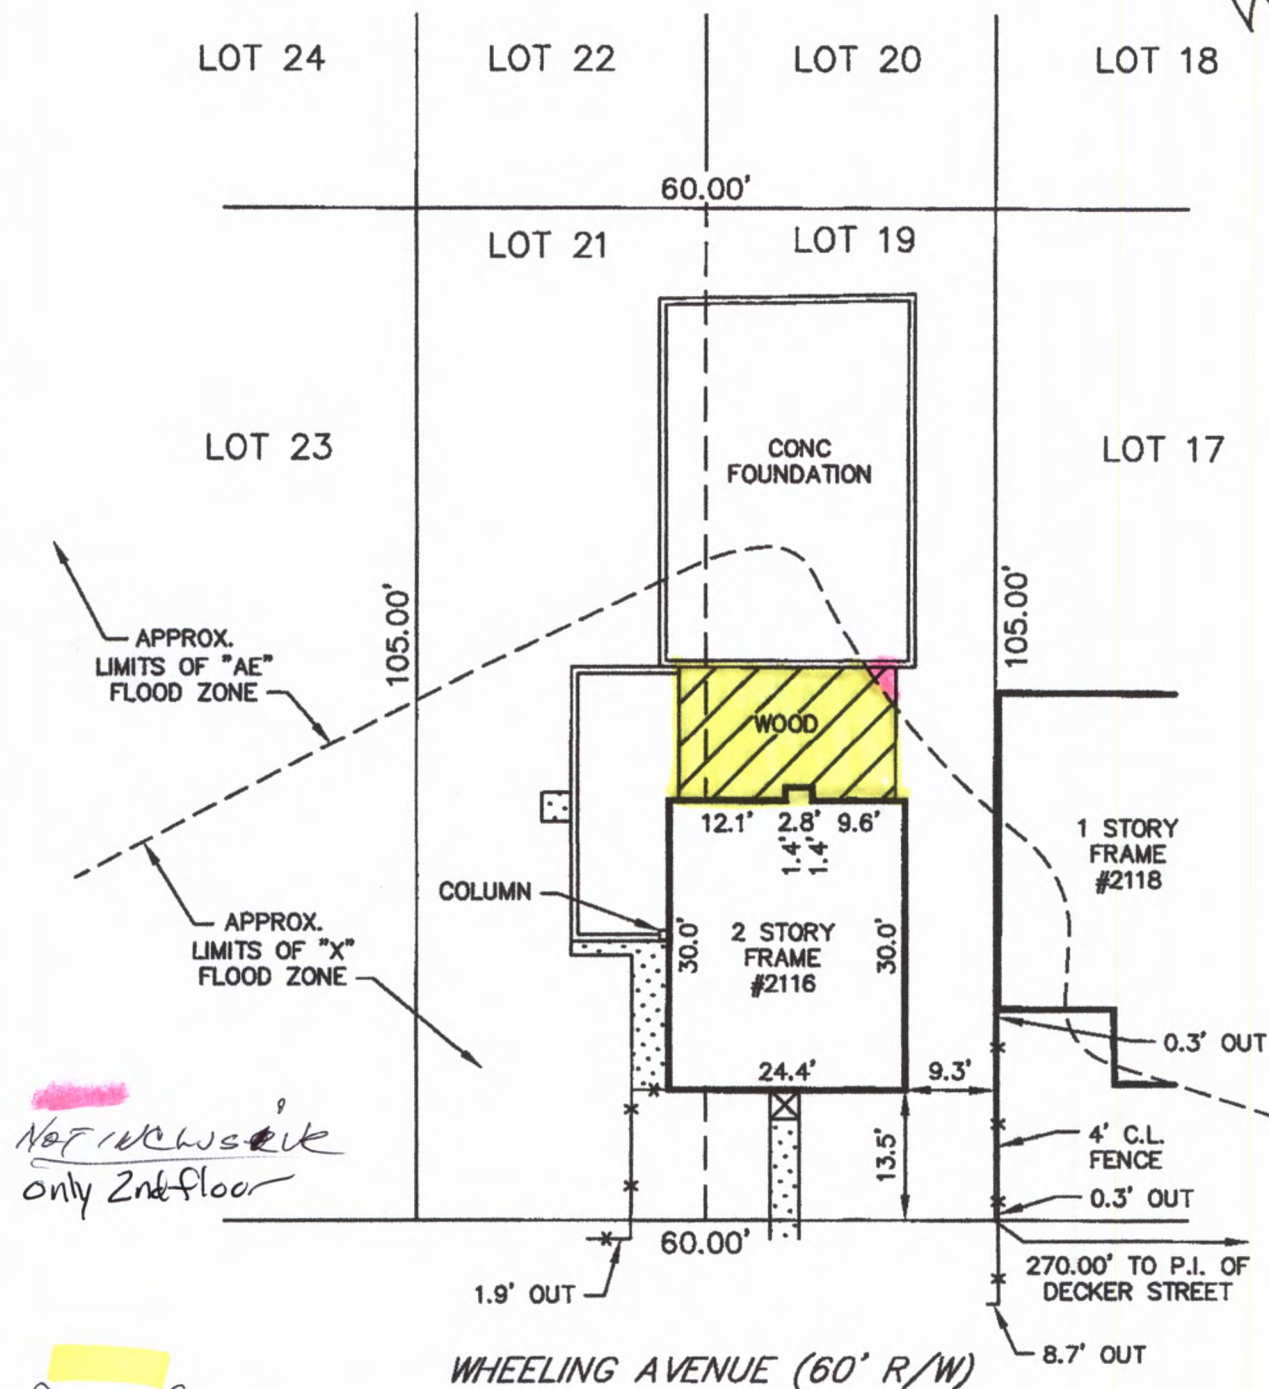 LOT 24
LOT 22
LOT 20
LOT 18
60.00'
LOT 21
LOT 19
CONC
FOUNDATION
LOT 23
LOT 17
105.00'
105.00'
APPROX.
LIMITS OF "AE"
FLOOD ZONE
WOOD
12.1' 2.8' 9.6'
1.4'
1.4'
1 STORY
FRAME
#2118
COLUMN
APPROX.
LIMITS OF "X"
FLOOD ZONE
30.0'
2 STORY
FRAME
#2116
30.0'
0.3' OUT
24.4'
9.3'
NOT INCLUSIVE
only 2nd floor
13.5'
4' C.L.
FENCE
0.3' OUT
60.00'
1.9' OUT
270.00' TO P.I. OF
DECKER STREET
8.7' OUT
WHEELING AVENUE (60' R/W)